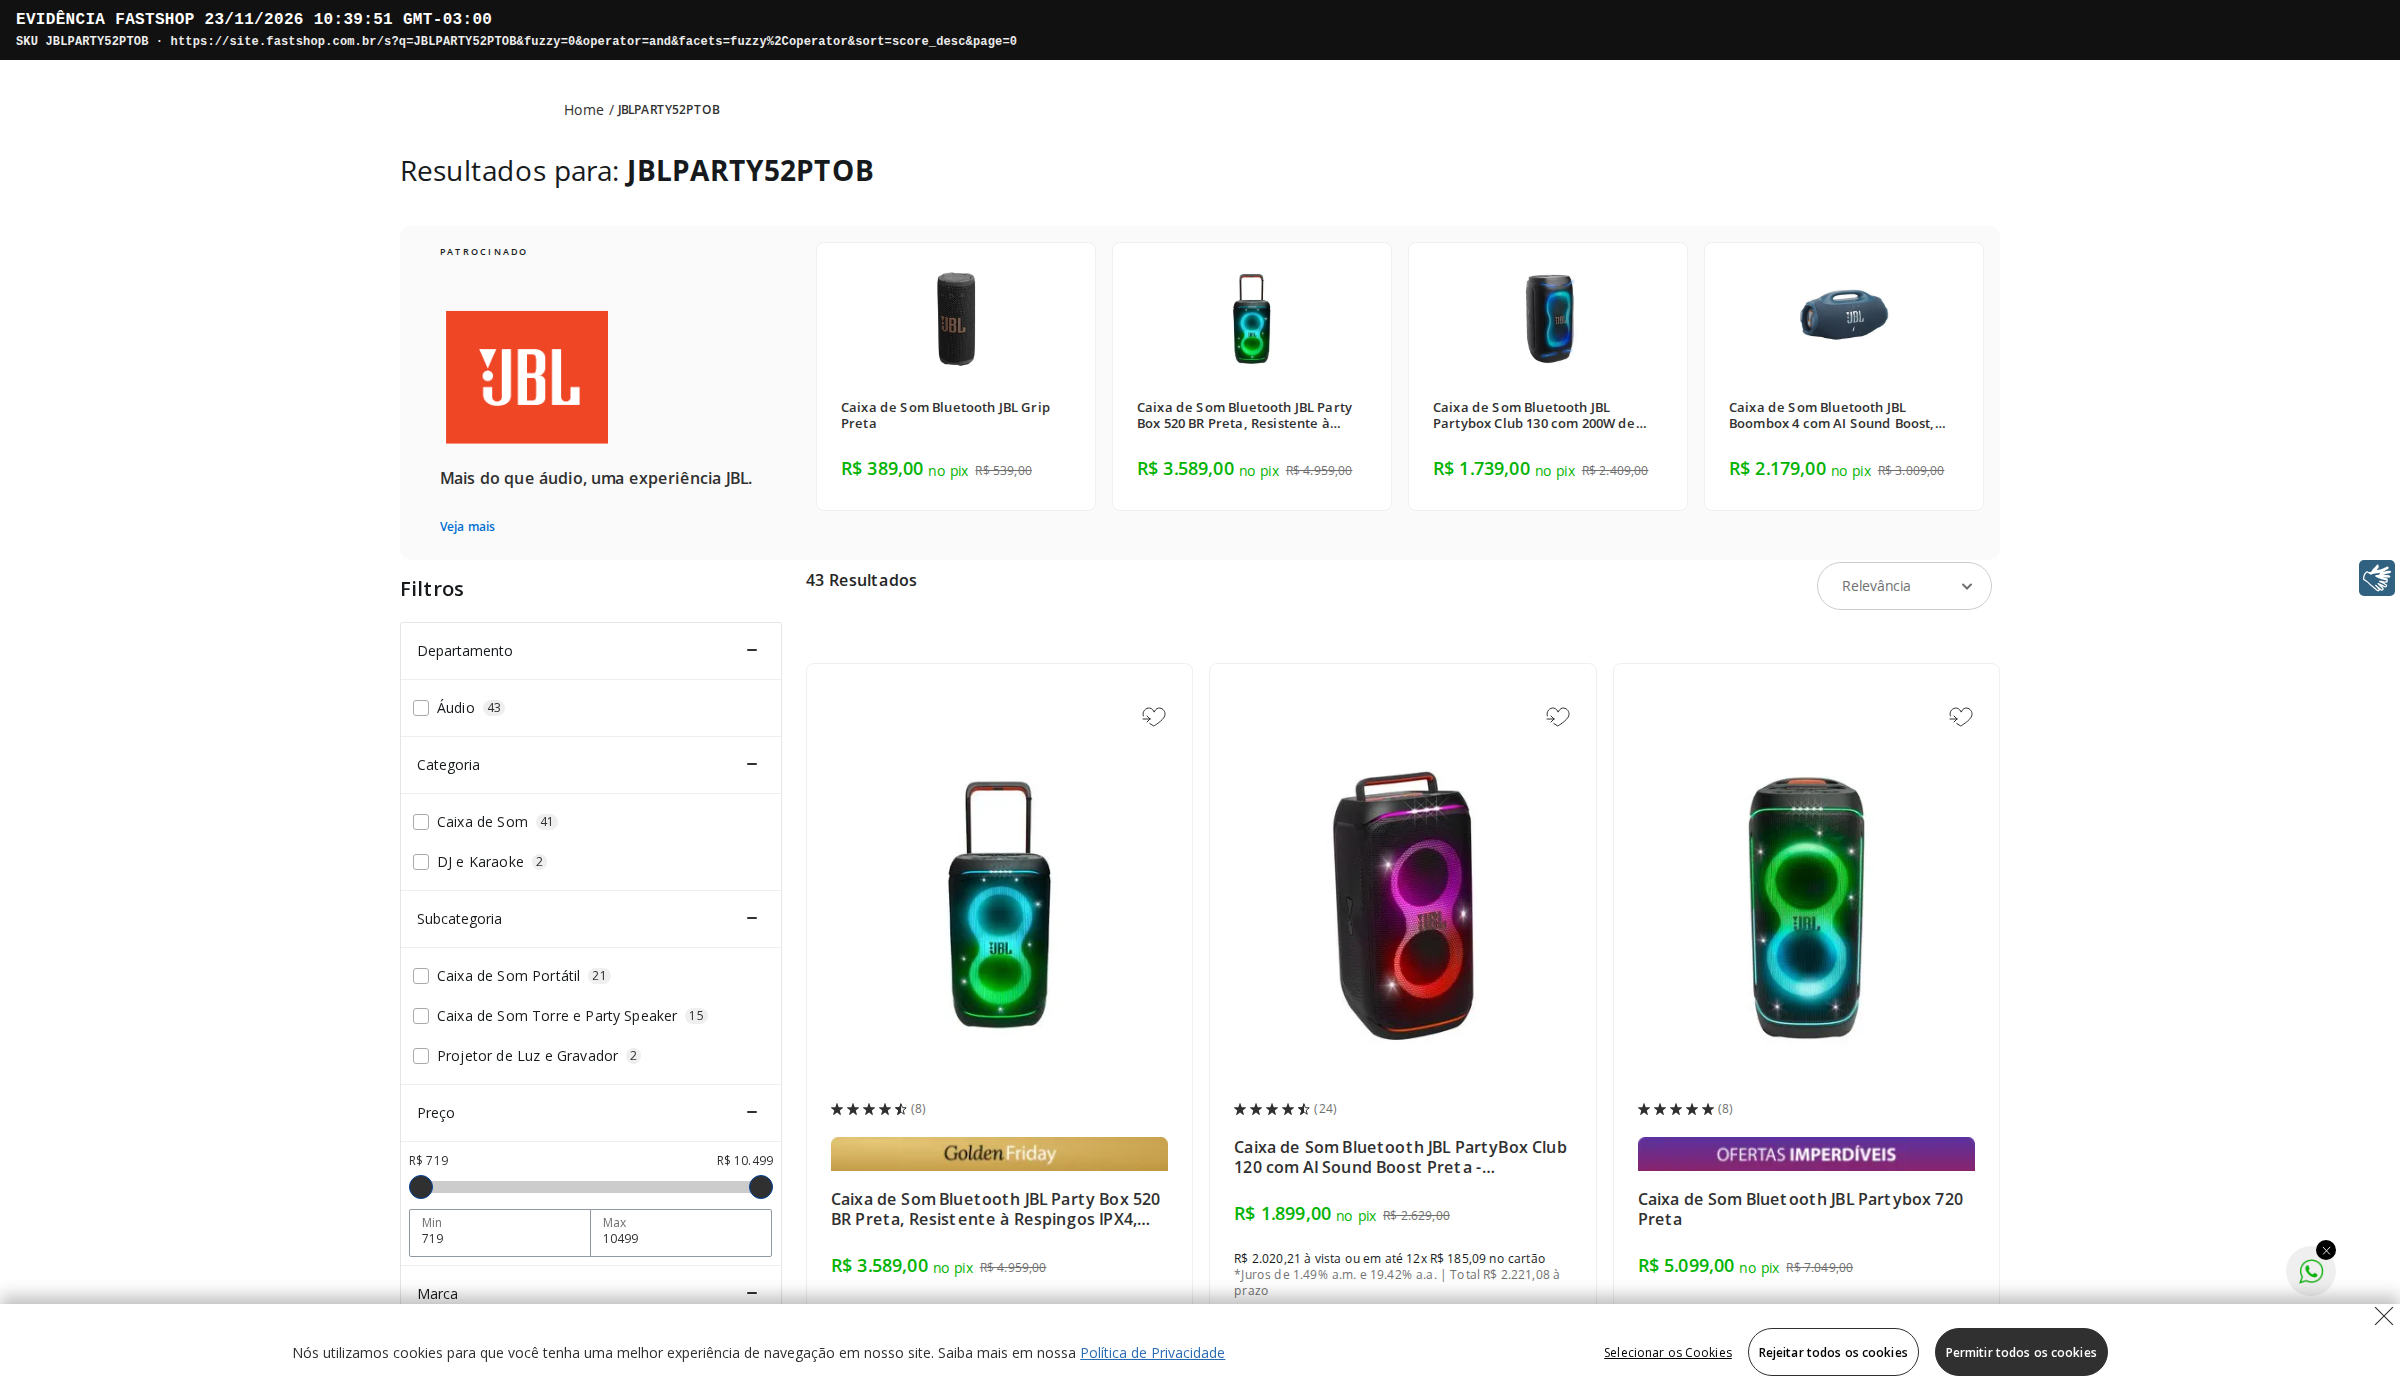 EVIDÊNCIA FASTSHOP 23/11/2026 10:39:51 GMT-03:00
SKU JBLPARTY52PTOB · https://site.fastshop.com.br/s?q=JBLPARTY52PTOB&fuzzy=0&operator=and&facets=fuzzy%2Coperator&sort=score_desc&page=0
Home / JBLPARTY52PTOB
Resultados para: JBLPARTY52PTOB
PATROCINADO
JBL
Mais do que áudio, uma experiência JBL.
Veja mais
Caixa de Som Bluetooth JBL Grip
Preta
R$ 389,00 no pix R$ 539,00
Caixa de Som Bluetooth JBL Party
Box 520 BR Preta, Resistente à...
R$ 3.589,00 no pix R$ 4.959,00
Caixa de Som Bluetooth JBL
Partybox Club 130 com 200W de...
R$ 1.739,00 no pix R$ 2.409,00
Caixa de Som Bluetooth JBL
Boombox 4 com AI Sound Boost,...
R$ 2.179,00 no pix R$ 3.009,00
Filtros
43 Resultados
Relevância
Departamento
Áudio 43
Categoria
Caixa de Som 41
DJ e Karaoke 2
Subcategoria
Caixa de Som Portátil 21
Caixa de Som Torre e Party Speaker 15
Projetor de Luz e Gravador 2
Preço
R$ 719 R$ 10.499
Min
719
Max
10499
Marca
(8)
Golden Friday
Caixa de Som Bluetooth JBL Party Box 520
BR Preta, Resistente à Respingos IPX4,...
R$ 3.589,00 no pix R$ 4.959,00
(24)
Caixa de Som Bluetooth JBL PartyBox Club
120 com AI Sound Boost Preta -...
R$ 1.899,00 no pix R$ 2.629,00
R$ 2.020,21 à vista ou em até 12x R$ 185,09 no cartão
*Juros de 1.49% a.m. e 19.42% a.a. | Total R$ 2.221,08 à
prazo
(8)
OFERTAS IMPERDÍVEIS
Caixa de Som Bluetooth JBL Partybox 720
Preta
R$ 5.099,00 no pix R$ 7.049,00
Nós utilizamos cookies para que você tenha uma melhor experiência de navegação em nosso site. Saiba mais em nossa Política de Privacidade
Selecionar os Cookies
Rejeitar todos os cookies
Permitir todos os cookies